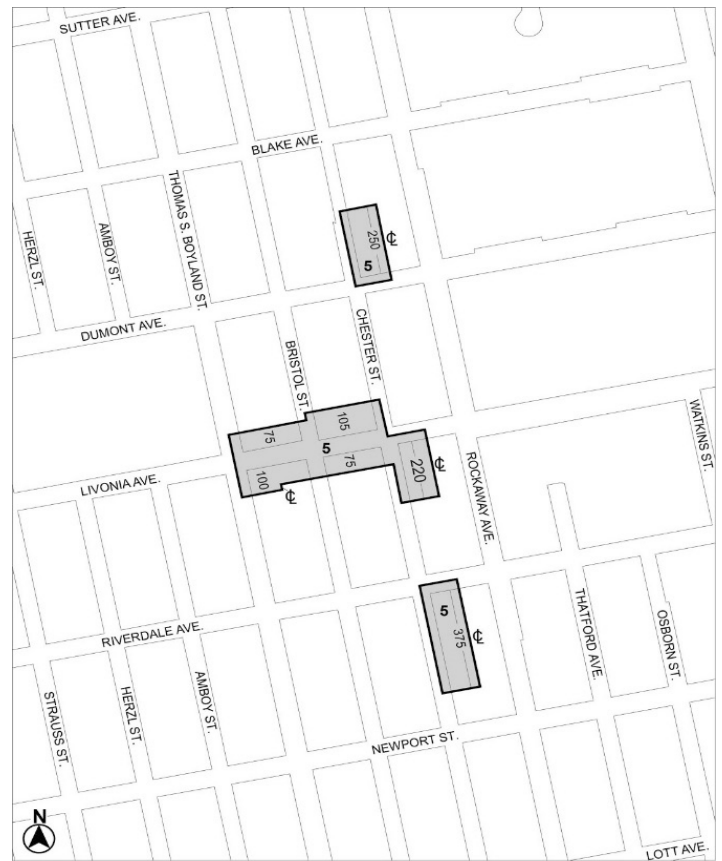 SUTTER AVE.
BLAKE AVE.
THOMAS S. BOYLAND ST.
HERZL ST.
AMBOY ST.
250
℄
5
DUMONT AVE.
CHESTER ST.
BRISTOL ST.
WATKINS ST.
75
105
5
75
100
℄
220
℄
LIVONIA AVE.
ROCKAWAY AVE.
5
375
℄
RIVERDALE AVE.
THATFORD AVE.
OSBORN ST.
STRAUSS ST.
HERZL ST.
AMBOY ST.
NEWPORT ST.
N
LOTT AVE.